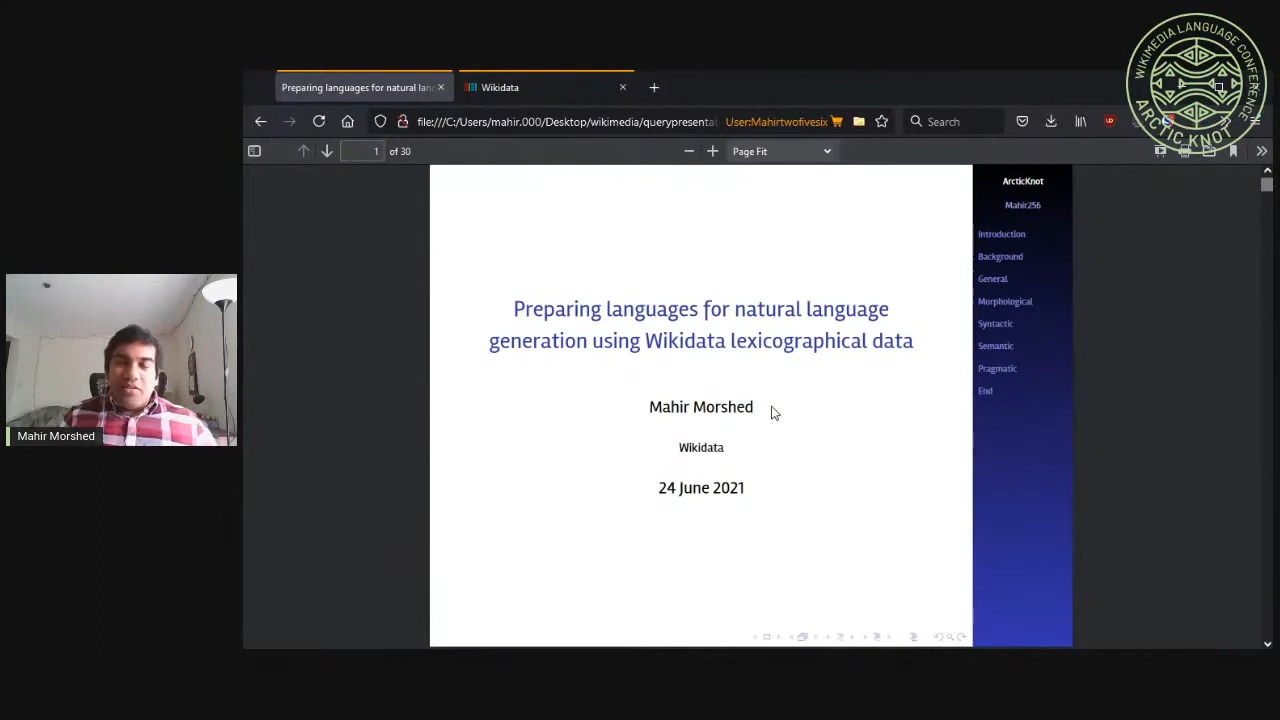 WIKIMEDIA LANGUAGE CONFERENCE
ARCTIC KNOT
Preparing languages for natural lan
Wikidata
file:///C:/Users/mahir.000/Desktop/wikimedia/querypresentat
User:Mahirtwofivesix
Search
1 of 30
Page Fit
ArcticKnot
Mahir256
Introduction
Background
General
Morphological
Syntactic
Semantic
Pragmatic
End
Preparing languages for natural language
generation using Wikidata lexicographical data
Mahir Morshed
Wikidata
24 June 2021
Mahir Morshed